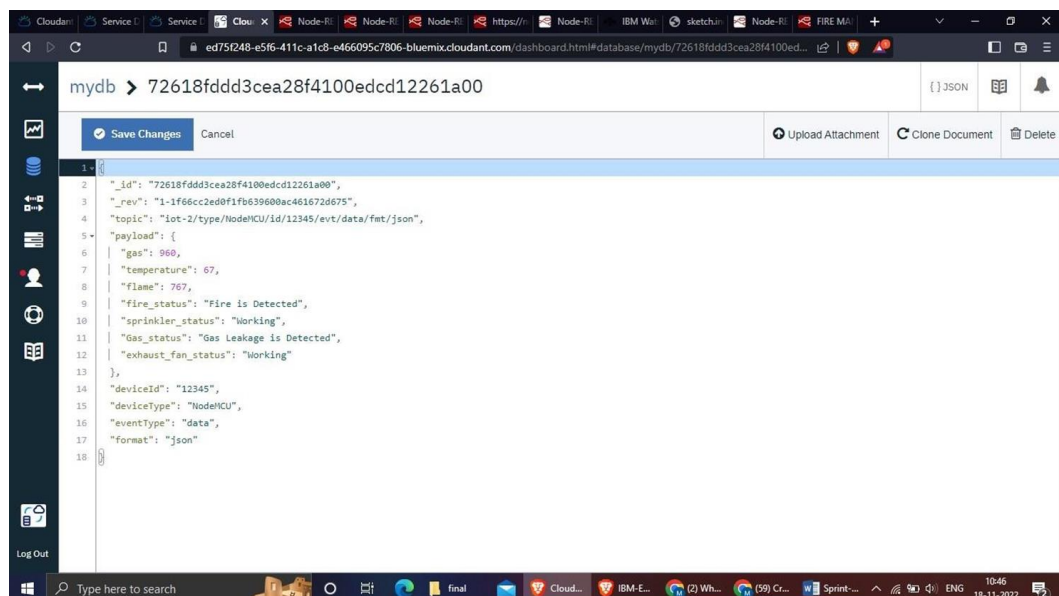 Cloudant
Service D
Service D
Clou
Node-RE
Node-RE
Node-RE
https://n
Node-RE
IBM Wat
sketch.in
Node-RE
FIRE MA
ed75f248-e5f6-411c-a1c8-e466095c7806-bluemix.cloudant.com/dashboard.html#database/mydb/72618fddd3cea28f4100ed...
mydb > 72618fddd3cea28f4100edcd12261a00
{ } JSON
Save Changes Cancel Upload Attachment Clone Document Delete
1 {
2 "_id": "72618fddd3cea28f4100edcd12261a00",
3 "_rev": "1-1f66cc2ed0f1fb639600ac461672d675",
4 "topic": "iot-2/type/NodeMCU/id/12345/evt/data/fmt/json",
5 "payload": {
6 "gas": 960,
7 "temperature": 67,
8 "flame": 767,
9 "fire_status": "Fire is Detected",
10 "sprinkler_status": "Working",
11 "Gas_status": "Gas Leakage is Detected",
12 "exhaust_fan_status": "Working"
13 },
14 "deviceId": "12345",
15 "deviceType": "NodeMCU",
16 "eventType": "data",
17 "format": "json"
18 }
Log Out
Type here to search
final
Cloud...
IBM-E...
(2) Wh...
(59) Cr...
Sprint-...
ENG
10:46
18-11-2022